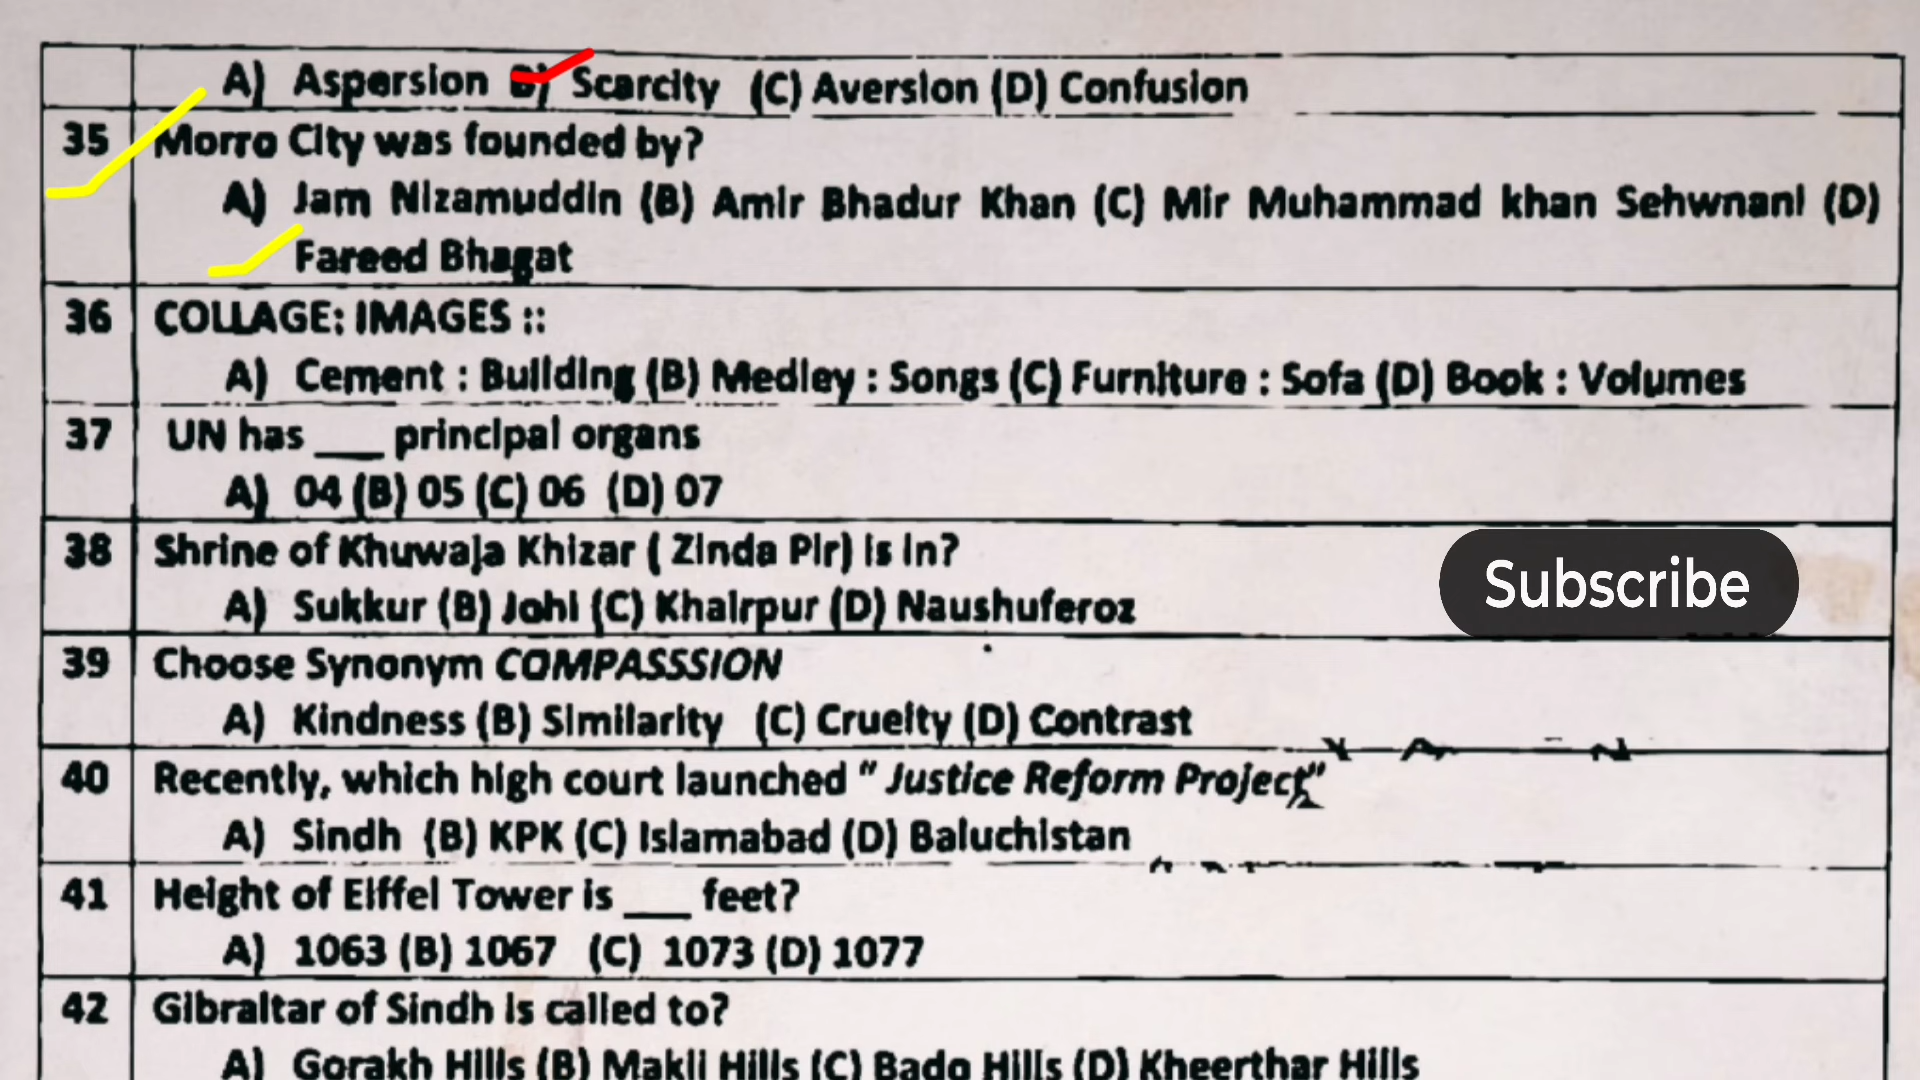 A) Aspersion B) Scarcity (C) Aversion (D) Confusion
35 Morro City was founded by?
A) Jam Nizamuddin (B) Amir Bhadur Khan (C) Mir Muhammad khan Sehwnani (D)
Fareed Bhagat
36 COLLAGE: IMAGES ::
A) Cement : Building (B) Medley : Songs (C) Furniture : Sofa (D) Book : Volumes
37 UN has ___ principal organs
A) 04 (B) 05 (C) 06 (D) 07
38 Shrine of Khuwaja Khizar ( Zinda Pir) is in?
A) Sukkur (B) Johi (C) Khairpur (D) Naushuferoz
Subscribe
39 Choose Synonym COMPASSSION
A) Kindness (B) Similarity (C) Cruelty (D) Contrast
40 Recently, which high court launched " Justice Reform Project"
A) Sindh (B) KPK (C) Islamabad (D) Baluchistan
41 Height of Eiffel Tower is ___ feet?
A) 1063 (B) 1067 (C) 1073 (D) 1077
42 Gibraltar of Sindh is called to?
A) Gorakh Hills (B) Makli Hills (C) Bado Hills (D) Kheerthar Hills